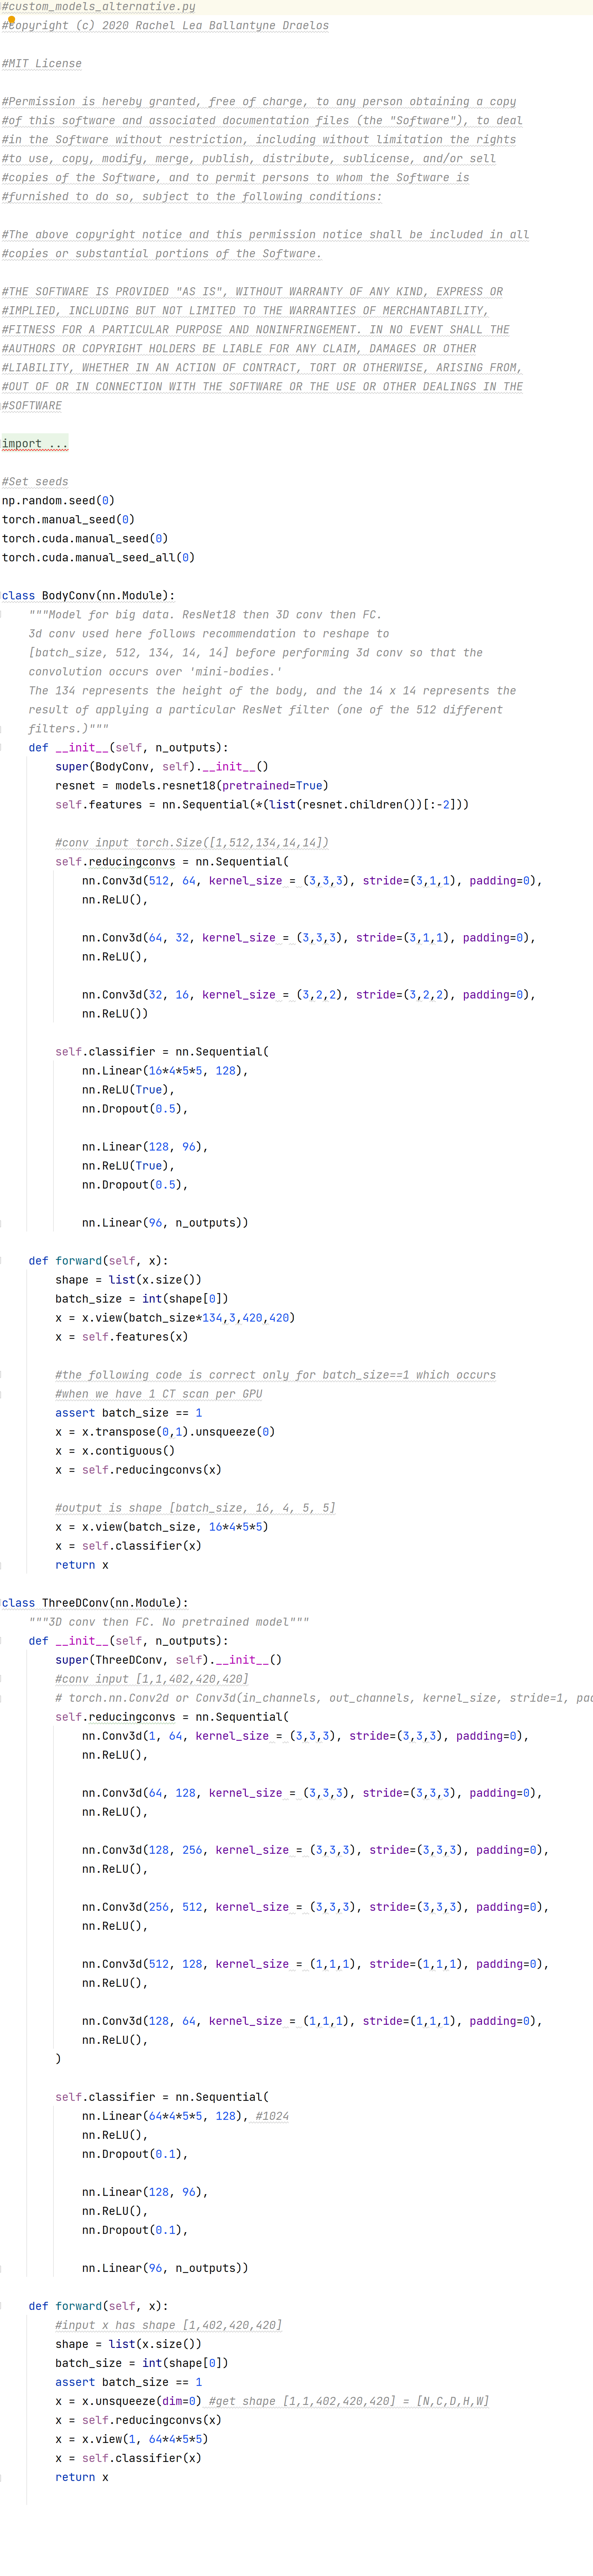 #custom_models_alternative.py
#Copyright (c) 2020 Rachel Lea Ballantyne Draelos

#MIT License

#Permission is hereby granted, free of charge, to any person obtaining a copy
#of this software and associated documentation files (the "Software"), to deal
#in the Software without restriction, including without limitation the rights
#to use, copy, modify, merge, publish, distribute, sublicense, and/or sell
#copies of the Software, and to permit persons to whom the Software is
#furnished to do so, subject to the following conditions:

#The above copyright notice and this permission notice shall be included in all
#copies or substantial portions of the Software.

#THE SOFTWARE IS PROVIDED "AS IS", WITHOUT WARRANTY OF ANY KIND, EXPRESS OR
#IMPLIED, INCLUDING BUT NOT LIMITED TO THE WARRANTIES OF MERCHANTABILITY,
#FITNESS FOR A PARTICULAR PURPOSE AND NONINFRINGEMENT. IN NO EVENT SHALL THE
#AUTHORS OR COPYRIGHT HOLDERS BE LIABLE FOR ANY CLAIM, DAMAGES OR OTHER
#LIABILITY, WHETHER IN AN ACTION OF CONTRACT, TORT OR OTHERWISE, ARISING FROM,
#OUT OF OR IN CONNECTION WITH THE SOFTWARE OR THE USE OR OTHER DEALINGS IN THE
#SOFTWARE

import ...

#Set seeds
np.random.seed(0)
torch.manual_seed(0)
torch.cuda.manual_seed(0)
torch.cuda.manual_seed_all(0)

class BodyConv(nn.Module):
    """Model for big data. ResNet18 then 3D conv then FC.
    3d conv used here follows recommendation to reshape to
    [batch_size, 512, 134, 14, 14] before performing 3d conv so that the
    convolution occurs over 'mini-bodies.'
    The 134 represents the height of the body, and the 14 x 14 represents the
    result of applying a particular ResNet filter (one of the 512 different
    filters.)"""
    def __init__(self, n_outputs):
        super(BodyConv, self).__init__()
        resnet = models.resnet18(pretrained=True)
        self.features = nn.Sequential(*(list(resnet.children())[:-2]))

        #conv input torch.Size([1,512,134,14,14])
        self.reducingconvs = nn.Sequential(
            nn.Conv3d(512, 64, kernel_size = (3,3,3), stride=(3,1,1), padding=0),
            nn.ReLU(),

            nn.Conv3d(64, 32, kernel_size = (3,3,3), stride=(3,1,1), padding=0),
            nn.ReLU(),

            nn.Conv3d(32, 16, kernel_size = (3,2,2), stride=(3,2,2), padding=0),
            nn.ReLU())

        self.classifier = nn.Sequential(
            nn.Linear(16*4*5*5, 128),
            nn.ReLU(True),
            nn.Dropout(0.5),

            nn.Linear(128, 96),
            nn.ReLU(True),
            nn.Dropout(0.5),

            nn.Linear(96, n_outputs))

    def forward(self, x):
        shape = list(x.size())
        batch_size = int(shape[0])
        x = x.view(batch_size*134,3,420,420)
        x = self.features(x)

        #the following code is correct only for batch_size==1 which occurs
        #when we have 1 CT scan per GPU
        assert batch_size == 1
        x = x.transpose(0,1).unsqueeze(0)
        x = x.contiguous()
        x = self.reducingconvs(x)

        #output is shape [batch_size, 16, 4, 5, 5]
        x = x.view(batch_size, 16*4*5*5)
        x = self.classifier(x)
        return x

class ThreeDConv(nn.Module):
    """3D conv then FC. No pretrained model"""
    def __init__(self, n_outputs):
        super(ThreeDConv, self).__init__()
        #conv input [1,1,402,420,420]
        # torch.nn.Conv2d or Conv3d(in_channels, out_channels, kernel_size, stride=1, pad
        self.reducingconvs = nn.Sequential(
            nn.Conv3d(1, 64, kernel_size = (3,3,3), stride=(3,3,3), padding=0),
            nn.ReLU(),

            nn.Conv3d(64, 128, kernel_size = (3,3,3), stride=(3,3,3), padding=0),
            nn.ReLU(),

            nn.Conv3d(128, 256, kernel_size = (3,3,3), stride=(3,3,3), padding=0),
            nn.ReLU(),

            nn.Conv3d(256, 512, kernel_size = (3,3,3), stride=(3,3,3), padding=0),
            nn.ReLU(),

            nn.Conv3d(512, 128, kernel_size = (1,1,1), stride=(1,1,1), padding=0),
            nn.ReLU(),

            nn.Conv3d(128, 64, kernel_size = (1,1,1), stride=(1,1,1), padding=0),
            nn.ReLU(),
        )

        self.classifier = nn.Sequential(
            nn.Linear(64*4*5*5, 128), #1024
            nn.ReLU(),
            nn.Dropout(0.1),

            nn.Linear(128, 96),
            nn.ReLU(),
            nn.Dropout(0.1),

            nn.Linear(96, n_outputs))

    def forward(self, x):
        #input x has shape [1,402,420,420]
        shape = list(x.size())
        batch_size = int(shape[0])
        assert batch_size == 1
        x = x.unsqueeze(dim=0) #get shape [1,1,402,420,420] = [N,C,D,H,W]
        x = self.reducingconvs(x)
        x = x.view(1, 64*4*5*5)
        x = self.classifier(x)
        return x